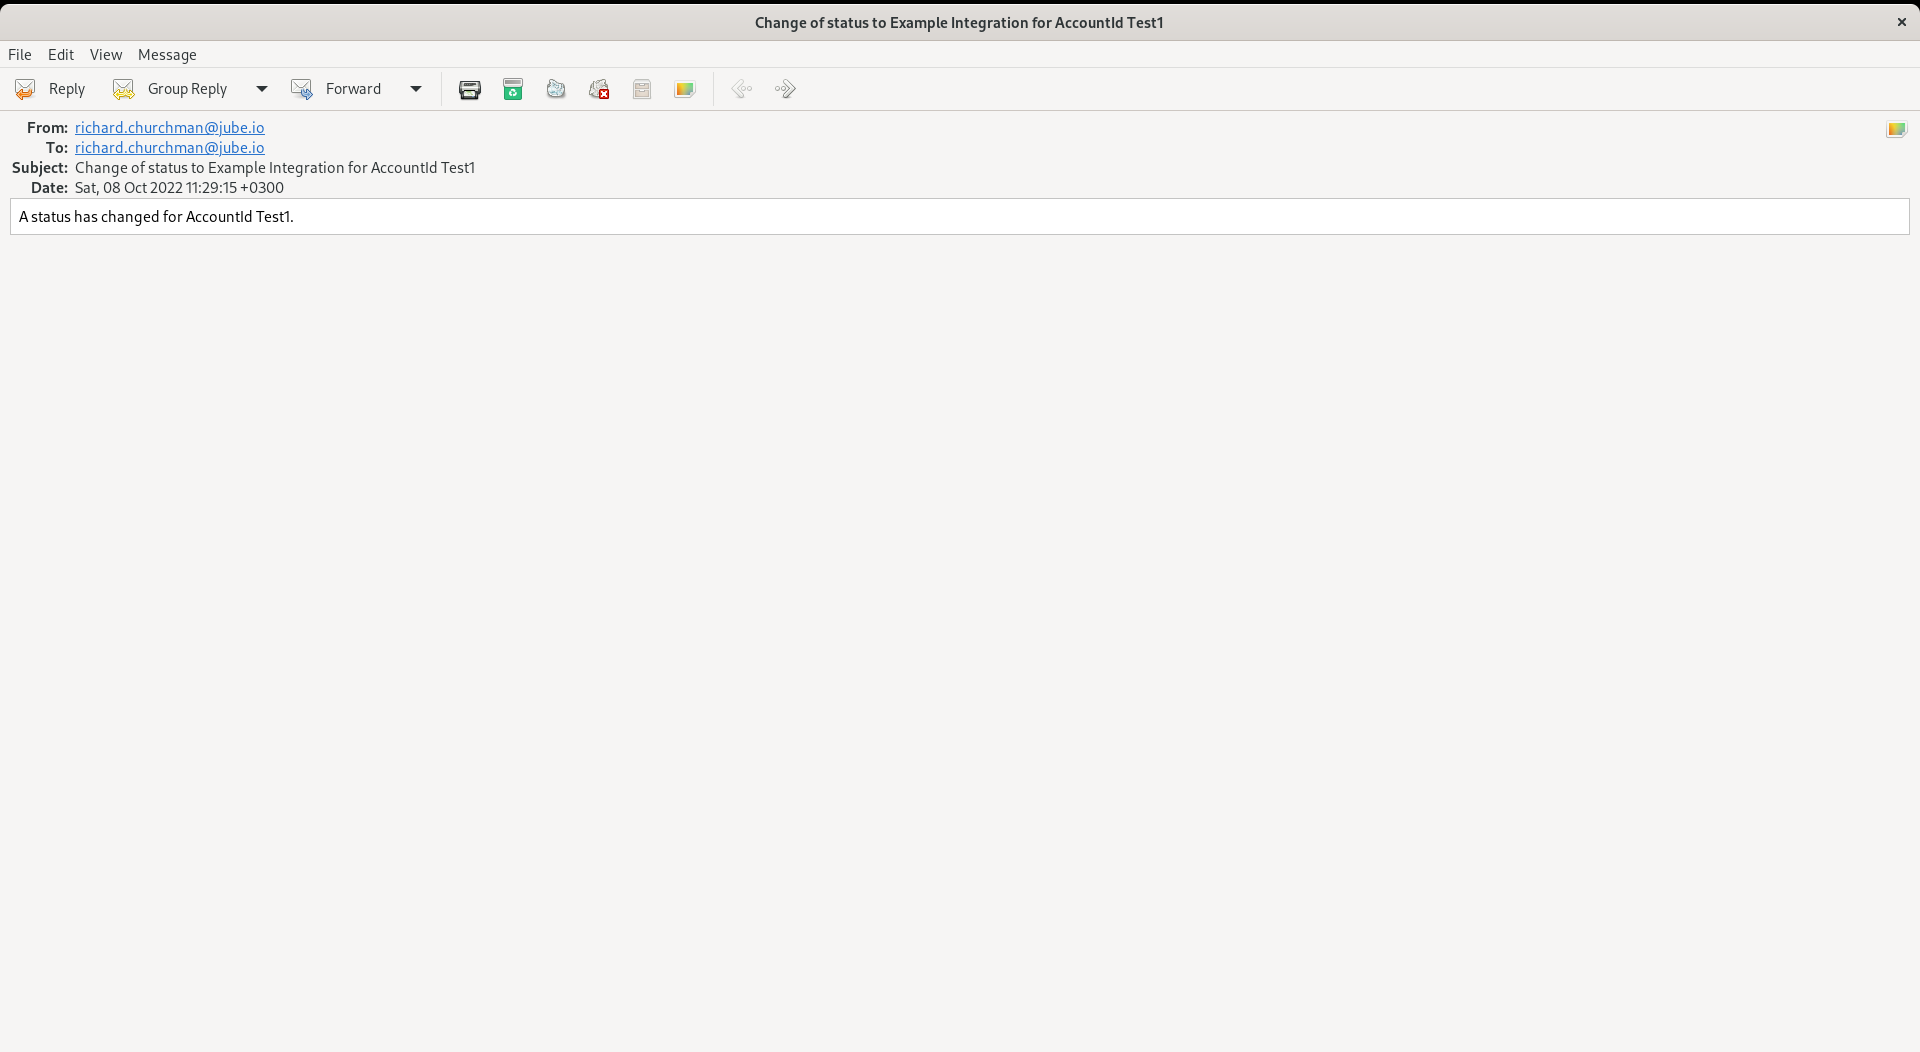 Change of status to Example Integration for AccountId Test1
File Edit View Message
Reply Group Reply Forward
From: richard.churchman@jube.io
To: richard.churchman@jube.io
Subject: Change of status to Example Integration for AccountId Test1
Date: Sat, 08 Oct 2022 11:29:15 +0300
A status has changed for AccountId Test1.